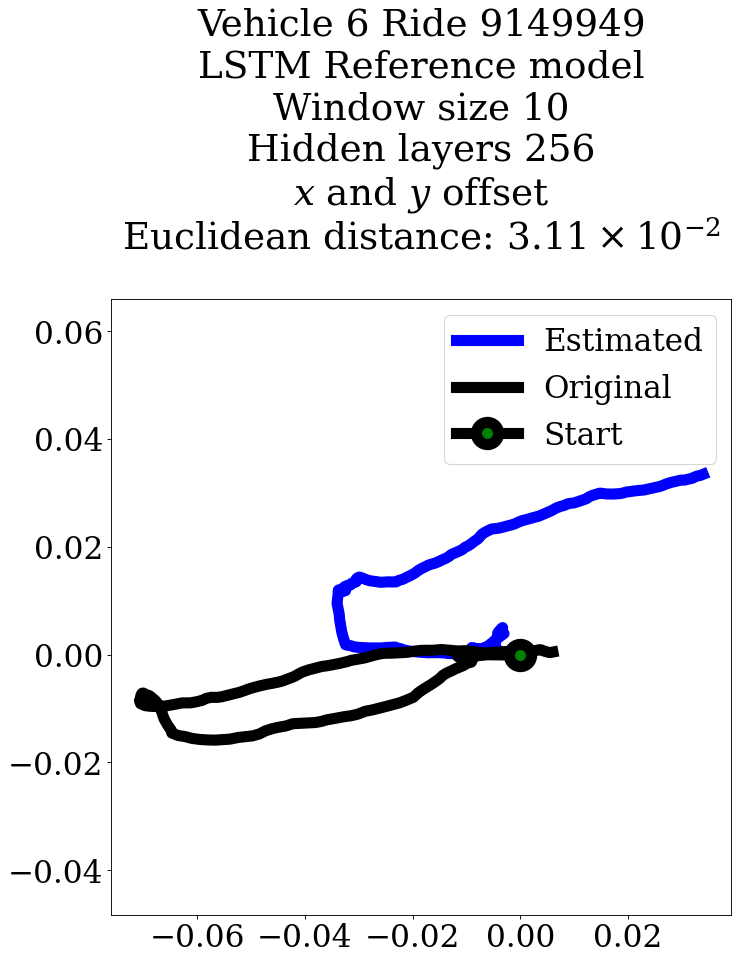 Vehicle 6 Ride 9149949
LSTM Reference model
Window size 10
Hidden layers 256
x and y offset
Euclidean distance: 3.11 × 10⁻²
Estimated
Original
Start
0.06
0.04
0.02
0.00
−0.02
−0.04
−0.06 −0.04 −0.02 0.00 0.02